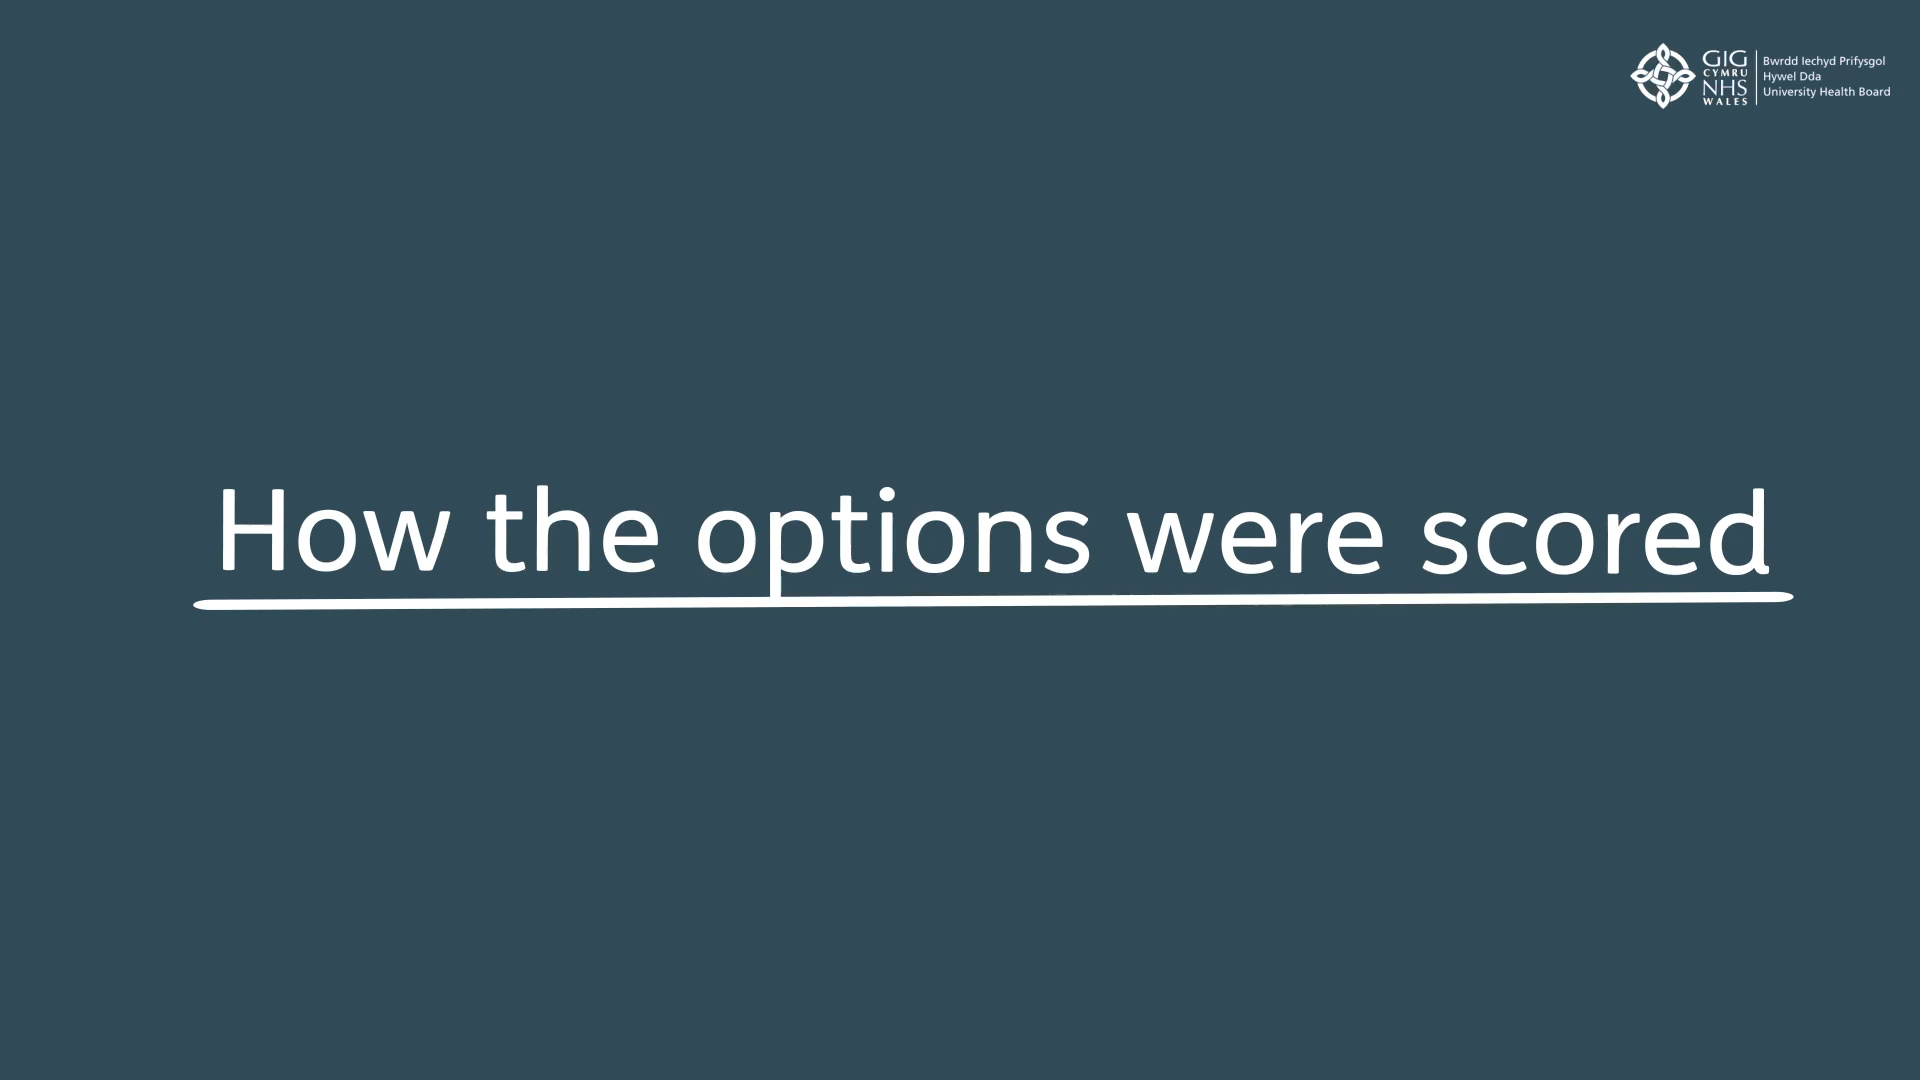 GIG
CYMRU
NHS
WALES
Bwrdd Iechyd Prifysgol
Hywel Dda
University Health Board
How the options were scored